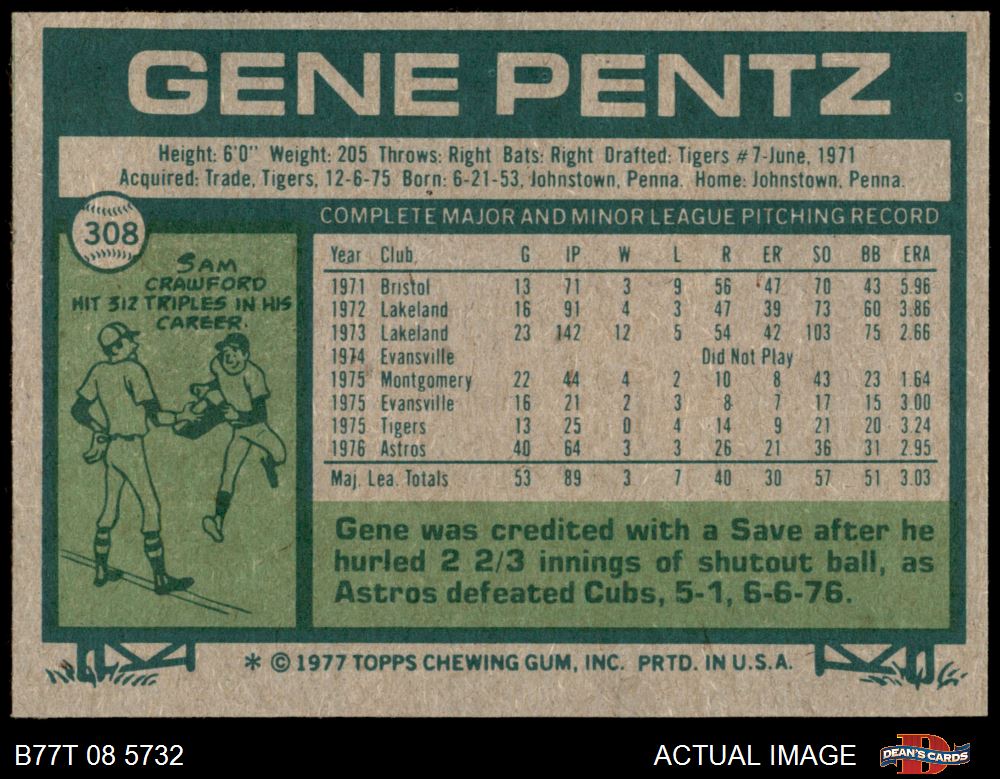 GENE PENTZ
Height: 6'0" Weight: 205 Throws: Right Bats: Right Drafted: Tigers #7-June, 1971
Acquired: Trade, Tigers, 12-6-75 Born: 6-21-53, Johnstown, Penna. Home: Johnstown, Penna.
308
SAM
CRAWFORD
HIT 312 TRIPLES IN HIS
CAREER.
COMPLETE MAJOR AND MINOR LEAGUE PITCHING RECORD
Year Club G IP W L R ER SO BB ERA
1971 Bristol 13 71 3 9 56 47 70 43 5.96
1972 Lakeland 16 91 4 3 47 39 73 60 3.86
1973 Lakeland 23 142 12 5 54 42 103 75 2.66
1974 Evansville Did Not Play
1975 Montgomery 22 44 4 2 10 8 43 23 1.64
1975 Evansville 16 21 2 3 8 7 17 15 3.00
1975 Tigers 13 25 0 4 14 9 21 20 3.24
1976 Astros 40 64 3 3 26 21 36 31 2.95
Maj. Lea. Totals 53 89 3 7 40 30 57 51 3.03
Gene was credited with a Save after he
hurled 2 2/3 innings of shutout ball, as
Astros defeated Cubs, 5-1, 6-6-76.
* © 1977 TOPPS CHEWING GUM, INC. PRTD. IN U.S.A.
B77T 08 5732
ACTUAL IMAGE
DEAN'S CARDS